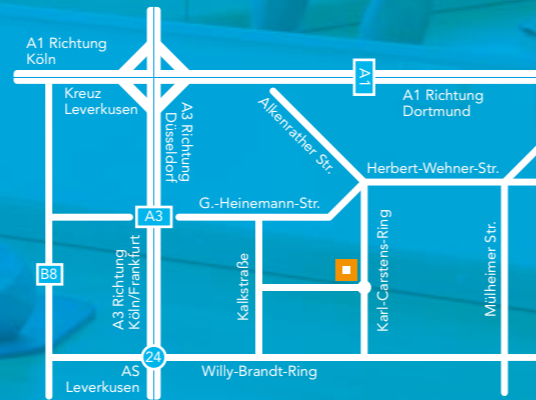 A1 Richtung
Köln
Kreuz
Leverkusen
A3 Richtung
Düsseldorf
Alkenrather Str.
A1
A1 Richtung
Dortmund
Herbert-Wehner-Str.
G.-Heinemann-Str.
A3
B8
A3 Richtung
Köln/Frankfurt
Kalkstraße
Karl-Carstens-Ring
Mülheimer Str.
24
AS
Leverkusen
Willy-Brandt-Ring